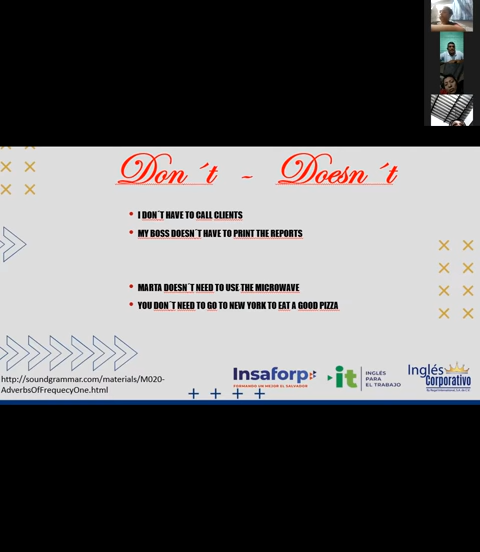 Don´t - Doesn´t
I DON`T HAVE TO CALL CLIENTS
MY BOSS DOESN`T HAVE TO PRINT THE REPORTS
MARTA DOESN`T NEED TO USE THE MICROWAVE
YOU DON`T NEED TO GO TO NEW YORK TO EAT A GOOD PIZZA
http://soundgrammar.com/materials/M020-
AdverbsOfFrequecyOne.html
Insaforp
FORMANDO UN MEJOR EL SALVADOR
it
INGLÉS
PARA
EL TRABAJO
Inglés
Corporativo